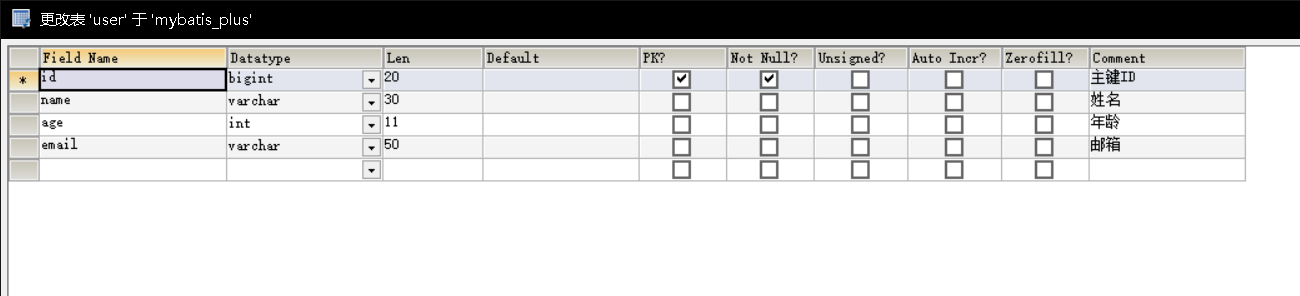 更改表 'user' 于 'mybatis_plus'
Field Name Datatype Len Default PK? Not Null? Unsigned? Auto Incr? Zerofill? Comment
* id bigint 20 主键ID
name varchar 30 姓名
age int 11 年龄
email varchar 50 邮箱